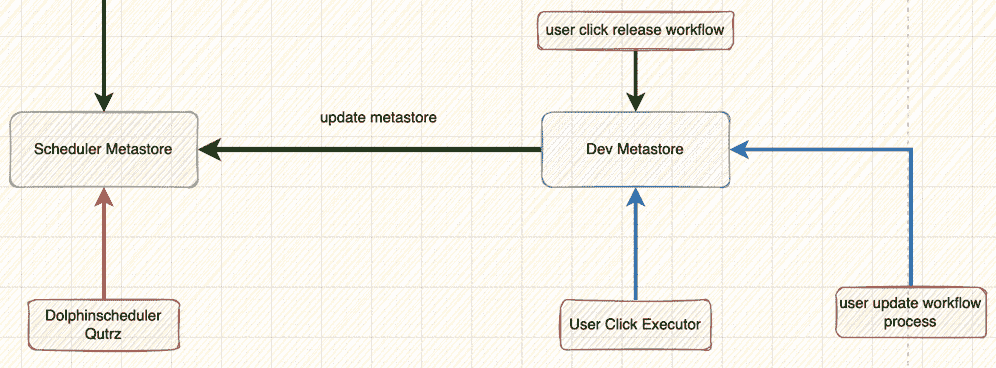 user click release workflow
update metastore
Scheduler Metastore
Dev Metastore
Dolphinscheduler
Qutrz
User Click Executor
user update workflow
process